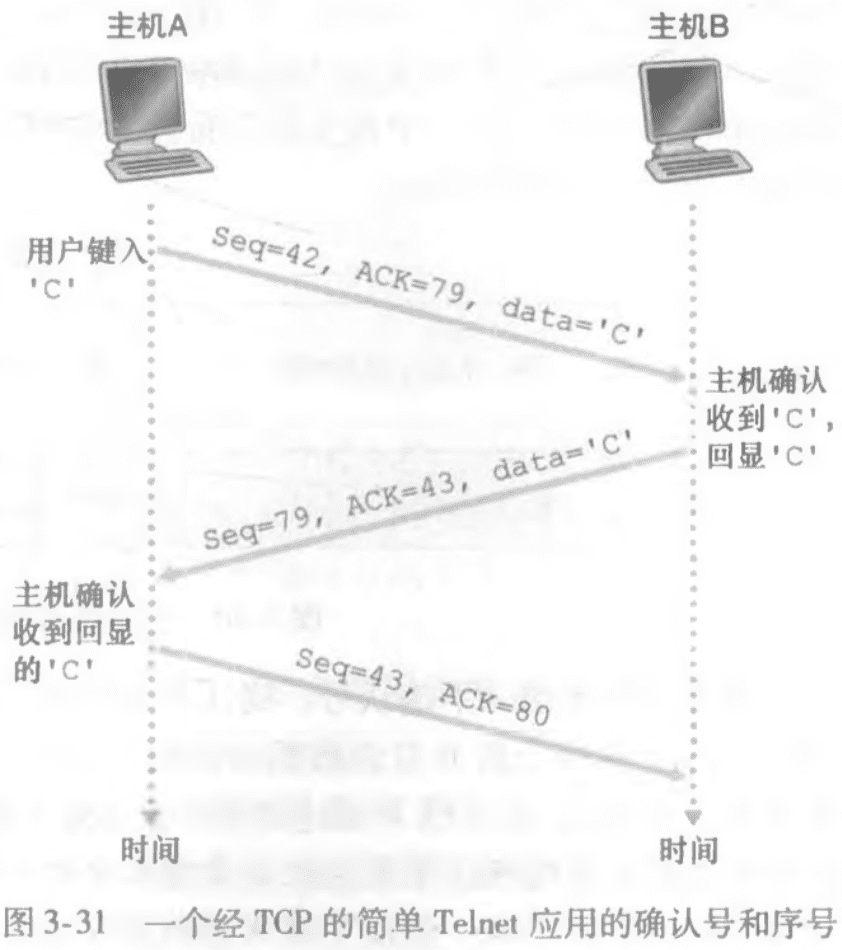 主机A
主机B
用户键入
'C'
Seq=42, ACK=79, data='C'
主机确认
收到'C',
回显'C'
Seq=79, ACK=43, data='C'
主机确认
收到回显
的'C'
Seq=43, ACK=80
时间
时间
图 3-31 一个经 TCP 的简单 Telnet 应用的确认号和序号